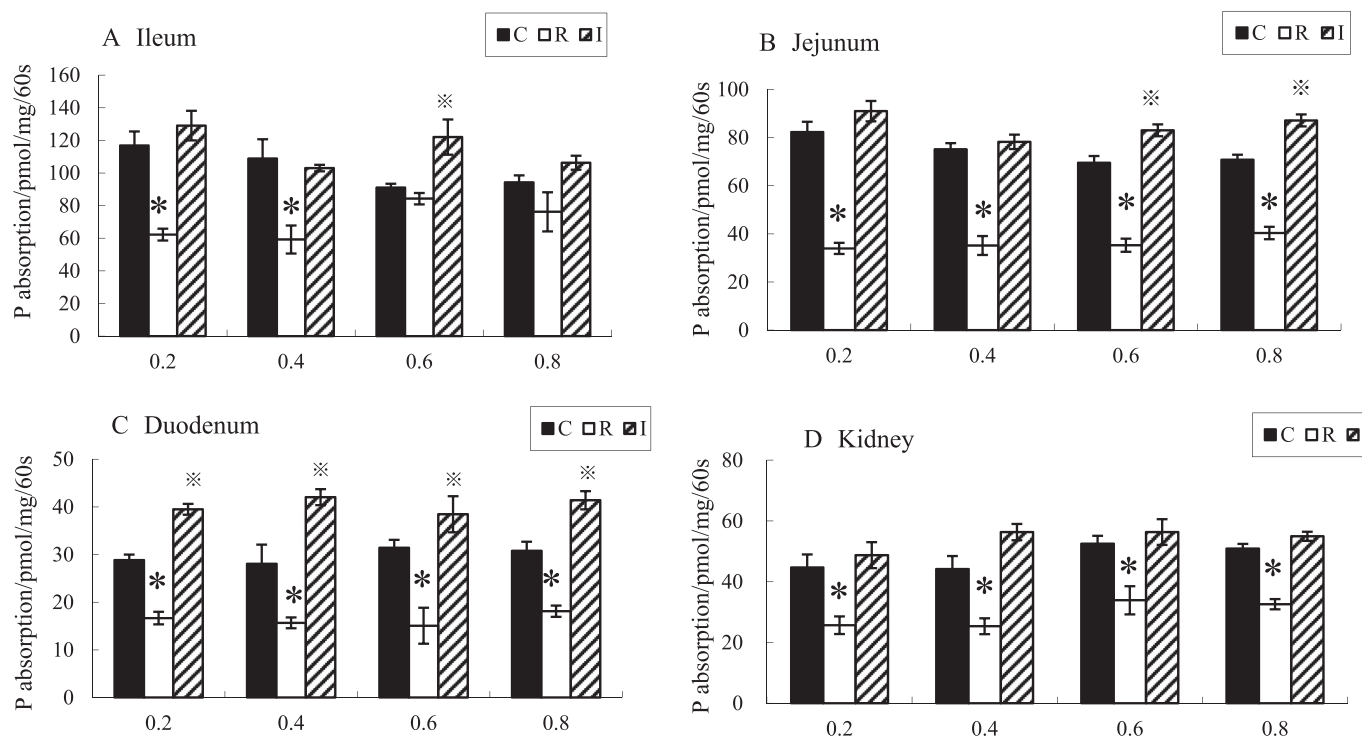 A Ileum
C R I
P absorption/pmol/mg/60s
160
140
120
100
80
60
40
20
0
※
*
*
0.2 0.4 0.6 0.8
B Jejunum
C R I
P absorption/pmol/mg/60s
100
80
60
40
20
0
※ ※
* * * *
0.2 0.4 0.6 0.8
C Duodenum
C R I
P absorption/pmol/mg/60s
50
40
30
20
10
0
※ ※ ※ ※
* * * *
0.2 0.4 0.6 0.8
D Kidney
C R
P absorption/pmol/mg/60s
80
60
40
20
0
* * * *
0.2 0.4 0.6 0.8